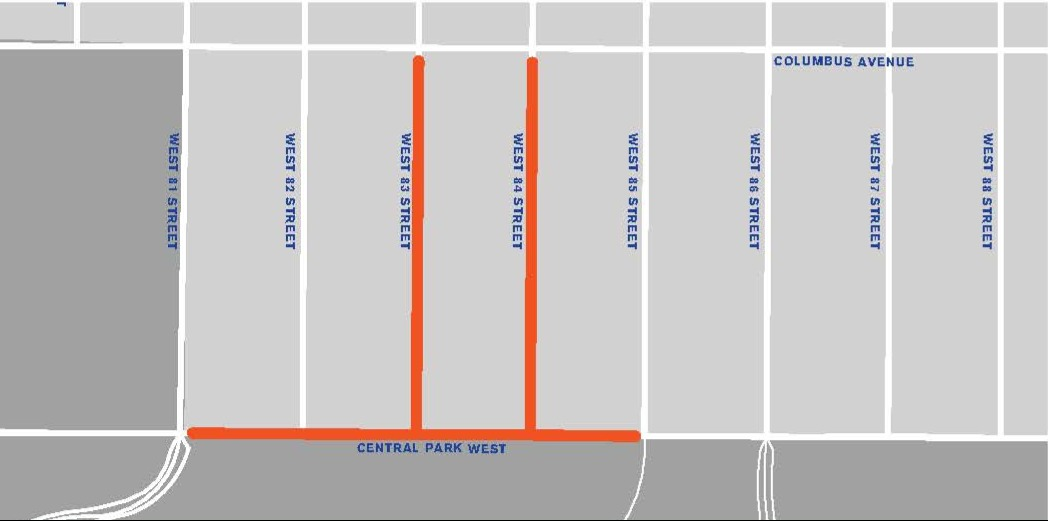 COLUMBUS AVENUE
WEST 81 STREET
WEST 82 STREET
WEST 83 STREET
WEST 84 STREET
WEST 85 STREET
WEST 86 STREET
WEST 87 STREET
WEST 88 STREET
CENTRAL PARK WEST